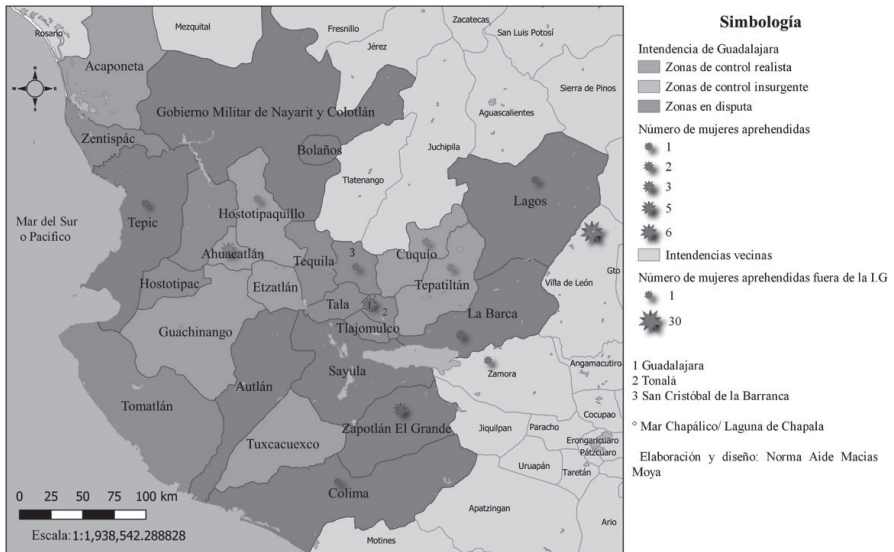 Rosario
Mezquital
Fresnillo
Zacatecas
Jérez
San Luis Potosí
Acaponeta
Sierra de Pinos
Gobierno Militar de Nayarit y Colotlán
Aguascalientes
Zentispác
Bolaños
Juchipila
Tlatenango
Lagos
Mar del Sur
o Pacifico
Tepic
Hostotipaquillo
Ahuacatlán
Tequila
3
Cuquío
Hostotipac
Etzatlán
Tepatiltán
Villa de León
Gto
Tala
1
2
La Barca
Guachinango
Tlajomulco
Sayula
Zamora
Angamacutiro
Tomatlán
Autlán
Cocupao
Zapotlán El Grande
Jiquilpan
Paracho
Erongaricuaro
Tuxcacuexco
Pátzcuaro
Uruapán
Taretán
Colima
Apatzingan
Ario
Motines
0 25 50 75 100 km
Escala:1:1,938,542.288828
Simbología
Intendencia de Guadalajara
Zonas de control realista
Zonas de control insurgente
Zonas en disputa
Número de mujeres aprehendidas
1
2
3
5
6
Intendencias vecinas
Número de mujeres aprehendidas fuera de la I.G
1
30
1 Guadalajara
2 Tonalá
3 San Cristóbal de la Barranca
° Mar Chapálico/ Laguna de Chapala
Elaboración y diseño: Norma Aide Macias
Moya